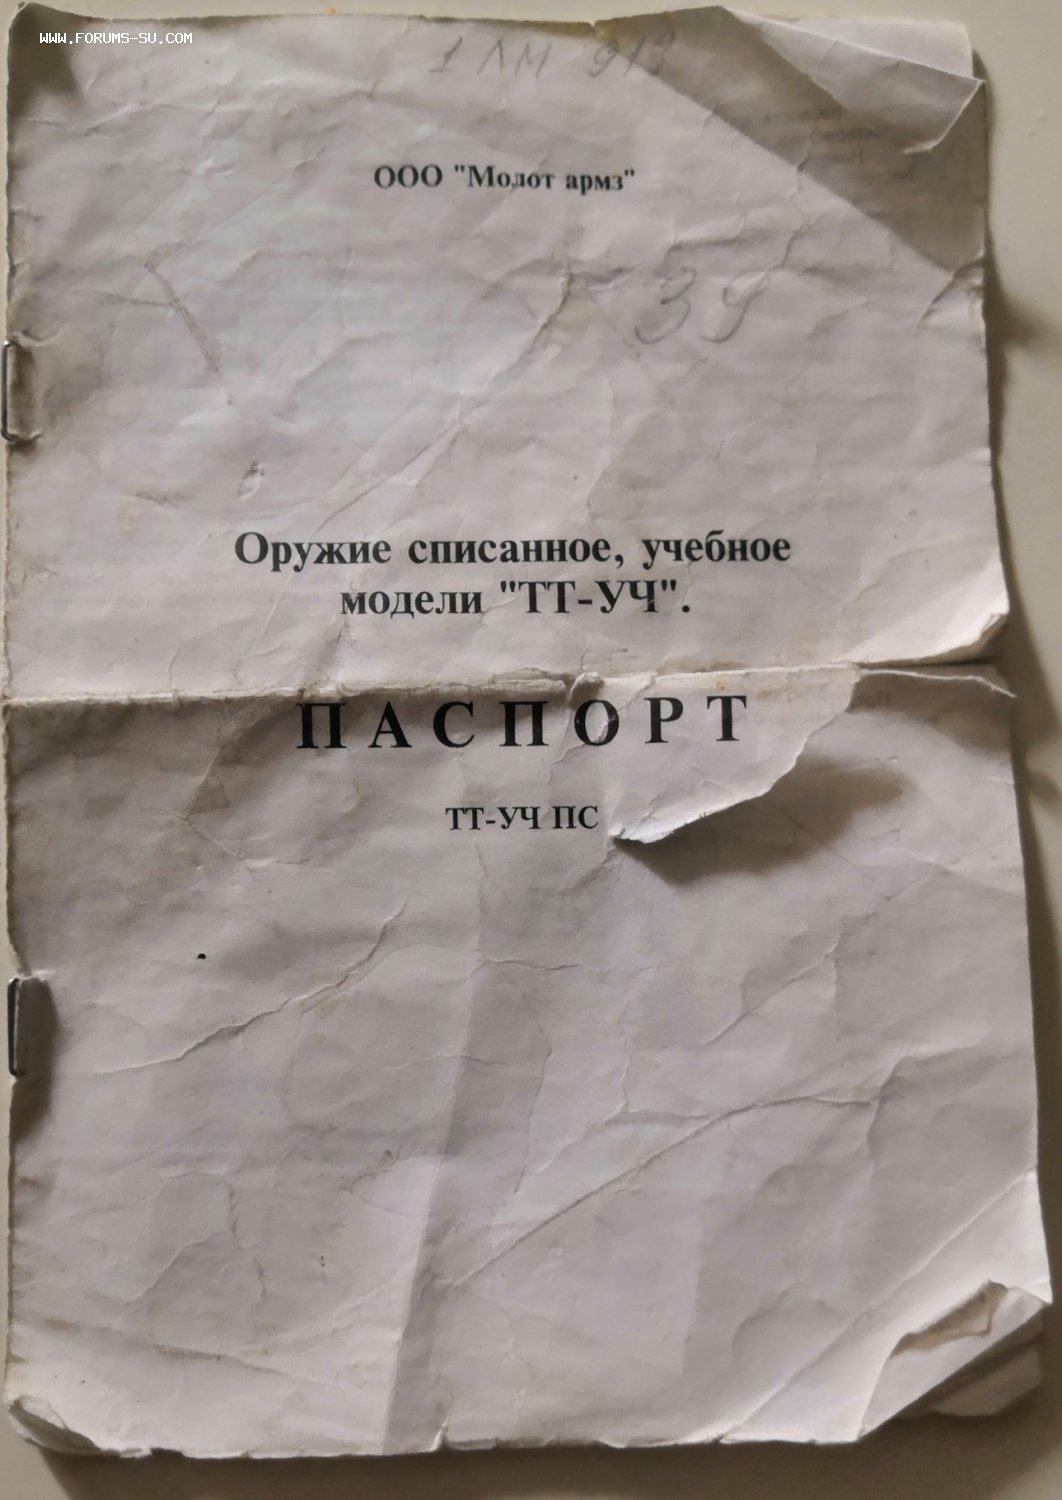 WWW.FORUMS-SU.COM
1 ЛМ 919
ООО "Молот армз"
39
Оружие списанное, учебное
модели "ТТ-УЧ".
ПАСПОРТ
ТТ-УЧ ПС